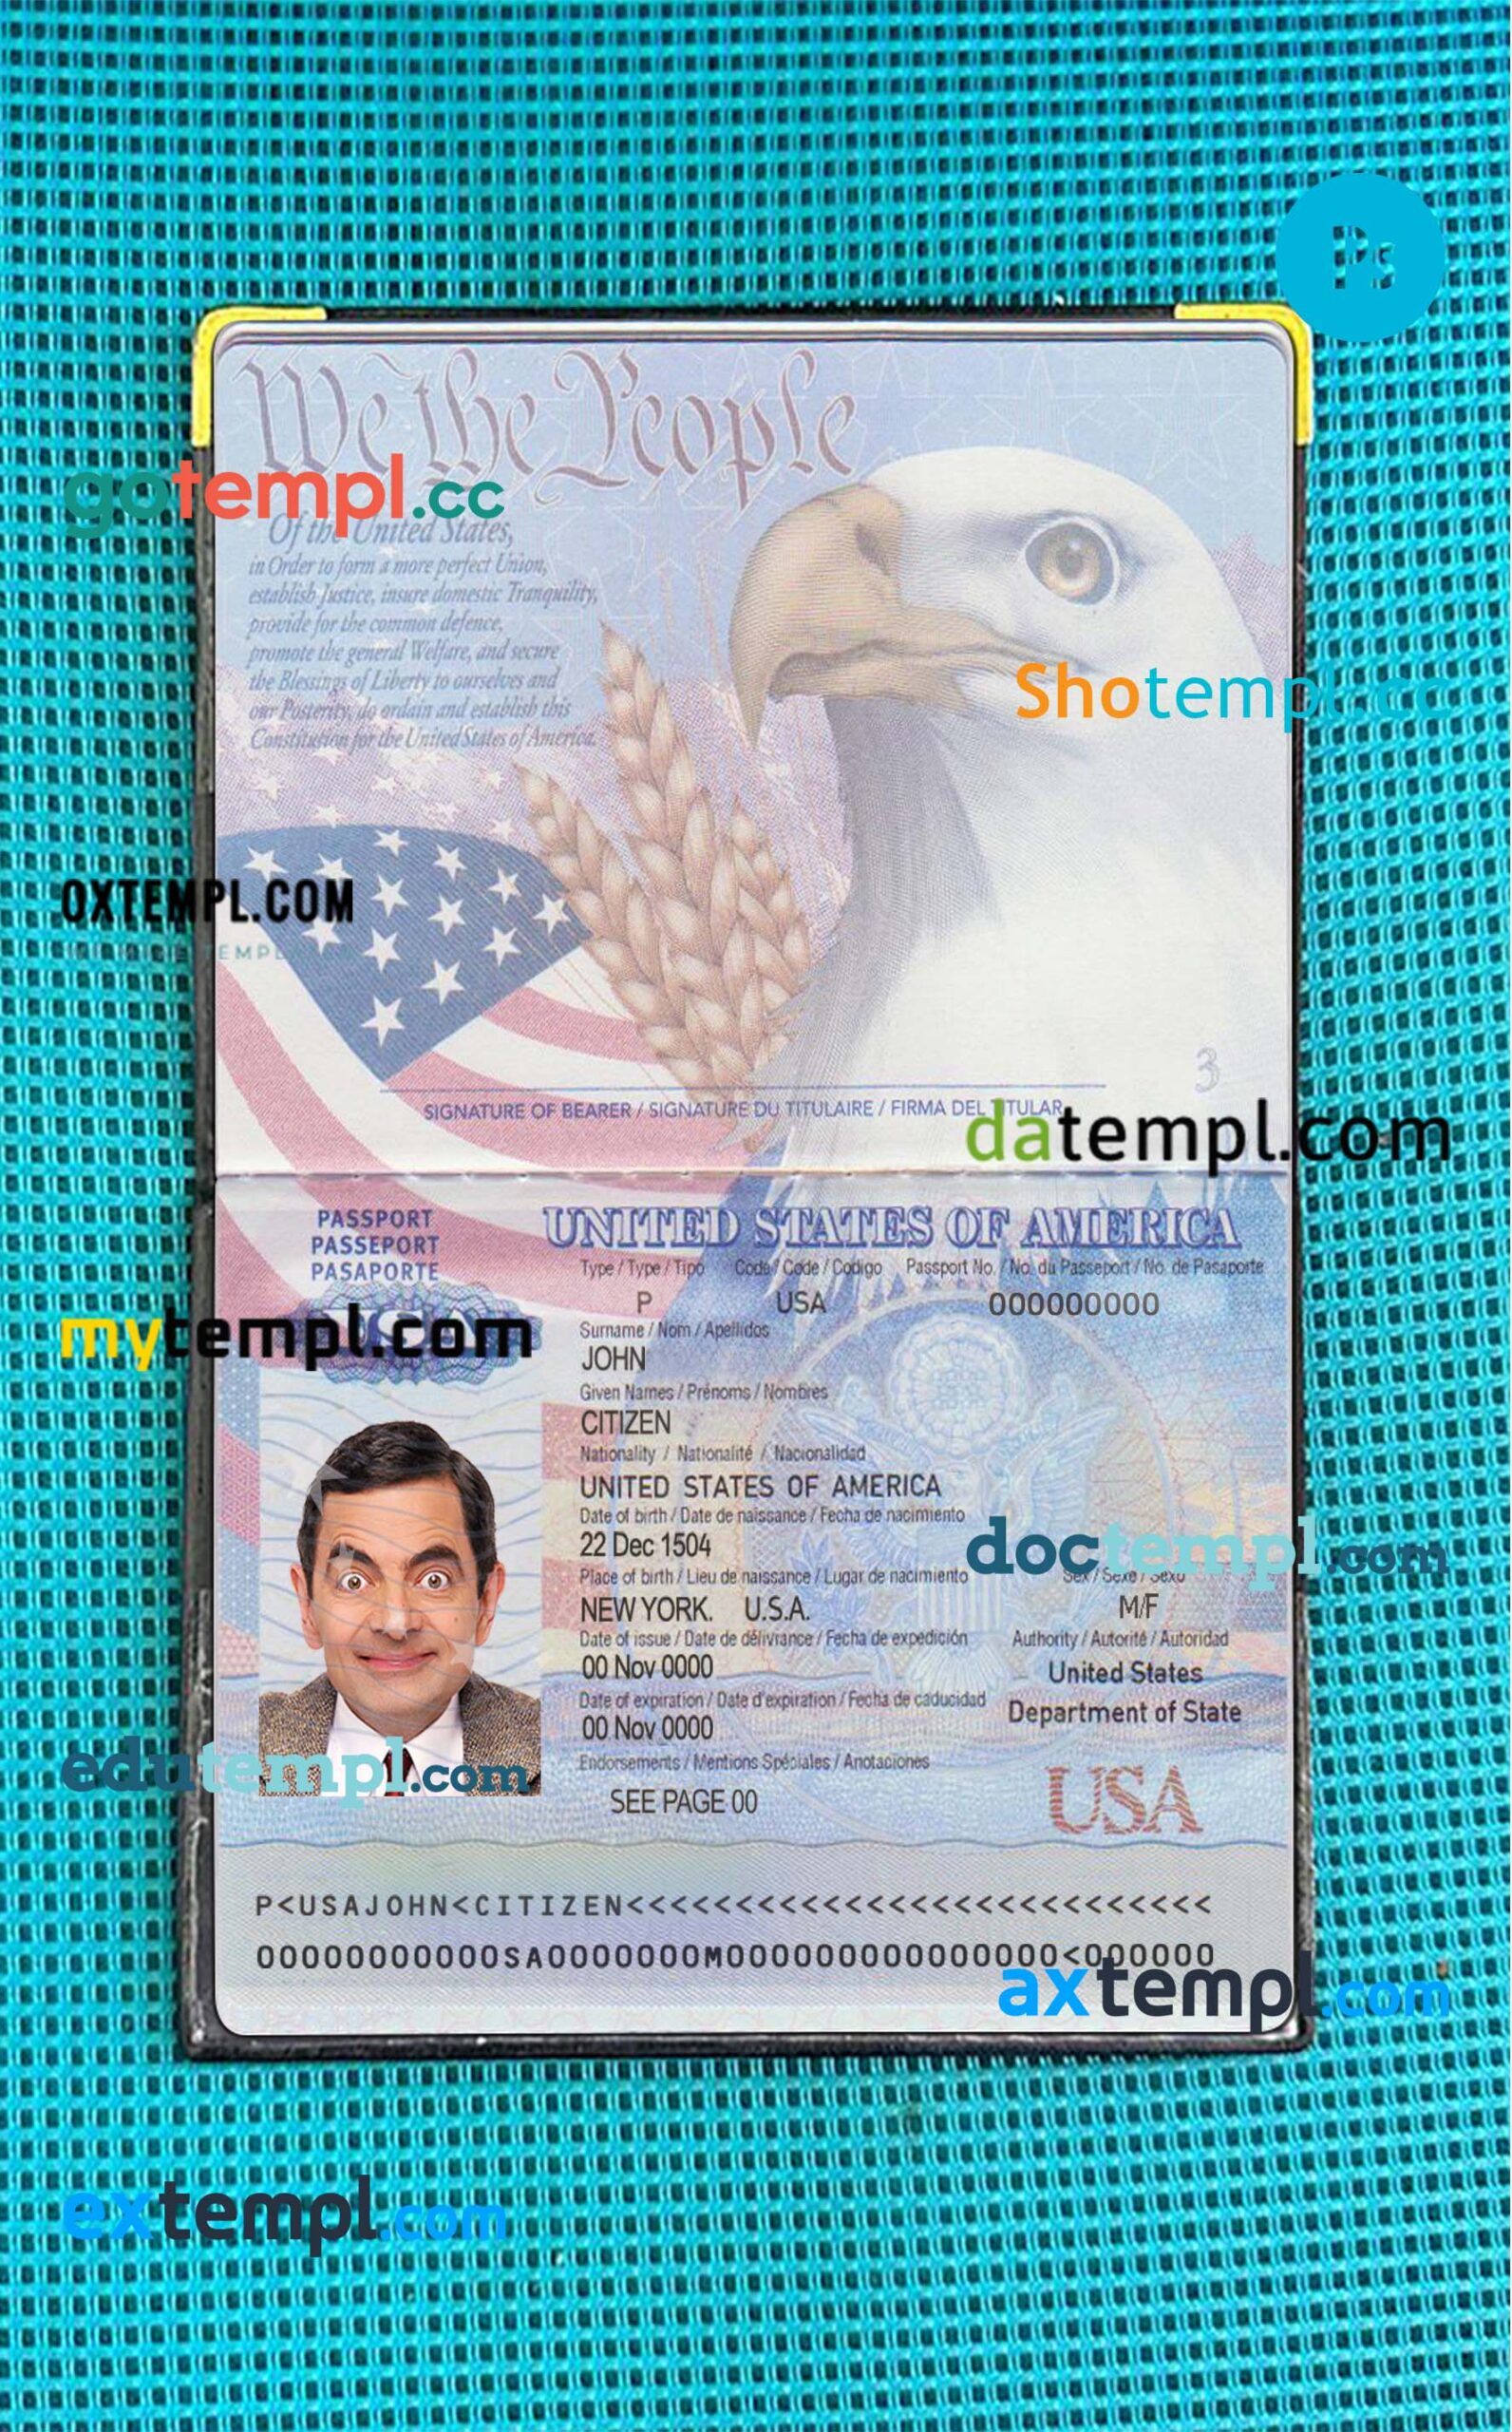 Ps
We the People
gotempl.cc
Of the United States,
in Order to form a more perfect Union,
establish Justice, insure domestic Tranquility,
provide for the common defence,
promote the general Welfare, and secure
the Blessings of Liberty to ourselves and
our Posterity, do ordain and establish this
Constitution for the United States of America.
Shotempl.cc
OXTEMPL.COM
TEMPL
3
SIGNATURE OF BEARER / SIGNATURE DU TITULAIRE / FIRMA DEL TITULAR
datempl.com
PASSPORT
PASSEPORT
PASAPORTE
UNITED STATES OF AMERICA
Type / Type / Tipo Code / Code / Codigo Passport No. / No. du Passeport / No. de Pasaporte
P USA 000000000
mytempl.com
Surname / Nom / Apellidos
JOHN
Given Names / Prénoms / Nombres
CITIZEN
Nationality / Nationalité / Nacionalidad
UNITED STATES OF AMERICA
Date of birth / Date de naissance / Fecha de nacimiento
22 Dec 1504
doctempl.com
Place of birth / Lieu de naissance / Lugar de nacimiento Sex / Sexe / Sexo
NEW YORK. U.S.A. M/F
Date of issue / Date de délivrance / Fecha de expedición Authority / Autorité / Autoridad
00 Nov 0000 United States
Date of expiration / Date d'expiration / Fecha de caducidad Department of State
00 Nov 0000
Endorsements / Mentions Spéciales / Anotaciones
edutempl.com
SEE PAGE 00 USA
P<USAJOHN<CITIZEN<<<<<<<<<<<<<<<<<<<<<<<<<<<
00000000000SA0000000M000000000000000<000000
axtempl.com
extempl.com